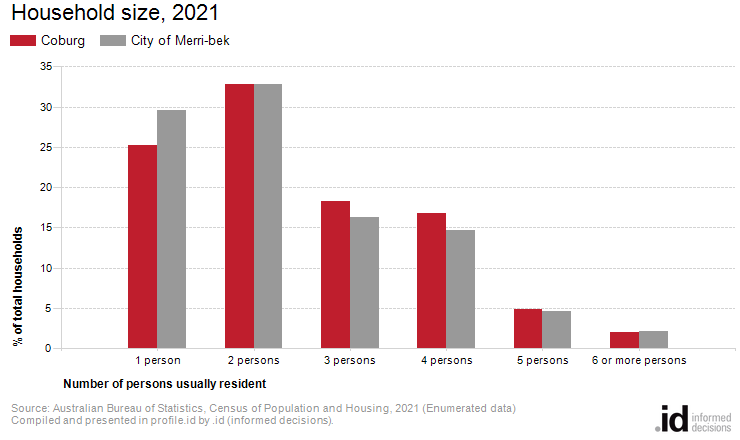 Household size, 2021
Coburg City of Merri-bek
35
30
25
20
15
10
5
0
% of total households
1 person 2 persons 3 persons 4 persons 5 persons 6 or more persons
Number of persons usually resident
Source: Australian Bureau of Statistics, Census of Population and Housing, 2021 (Enumerated data)
Compiled and presented in profile.id by .id (informed decisions).
.id informed
decisions